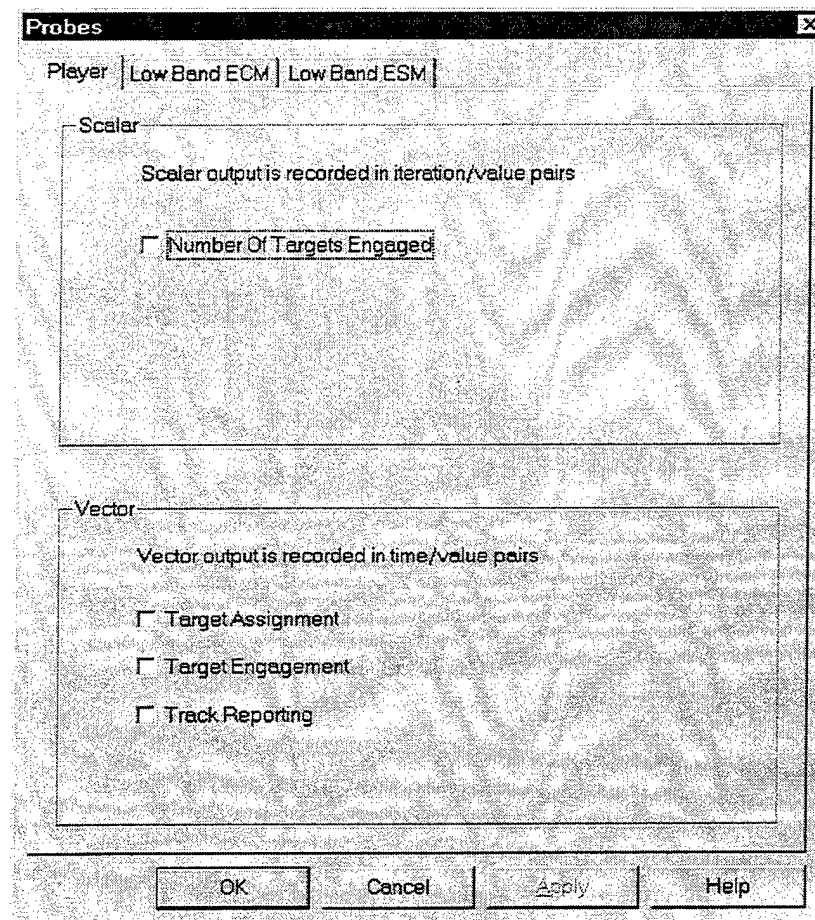 Probes
Player Low Band ECM Low Band ESM
Scalar
Scalar output is recorded in iteration/value pairs
Number Of Targets Engaged
Vector
Vector output is recorded in time/value pairs
Target Assignment
Target Engagement
Track Reporting
OK Cancel Apply Help